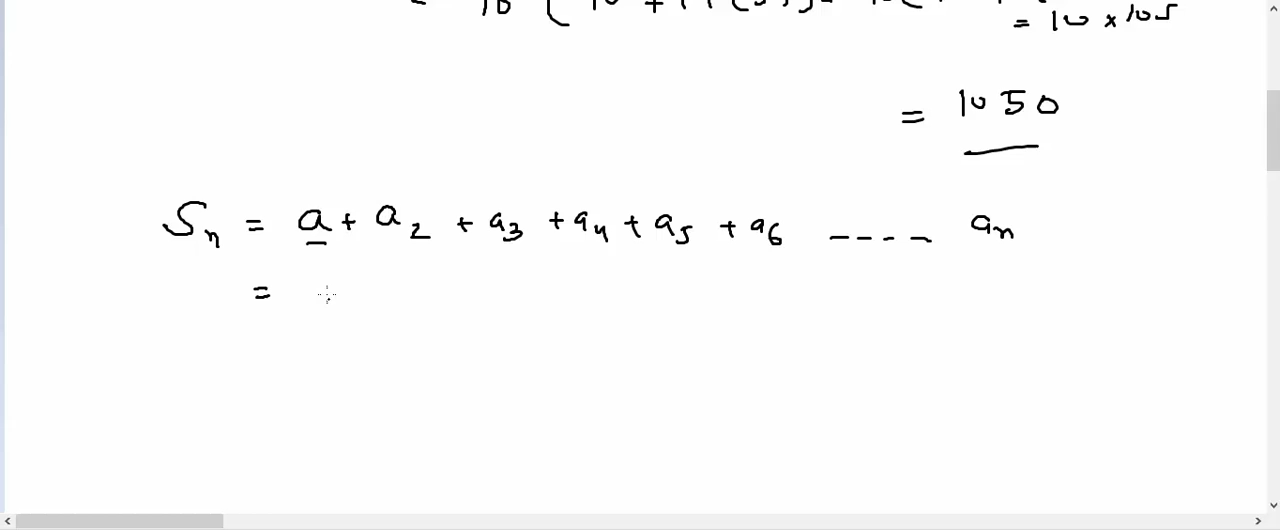 = 10 × 105
= 1050
Sn = a + a2 + a3 + a4 + a5 + a6 ---- an
=